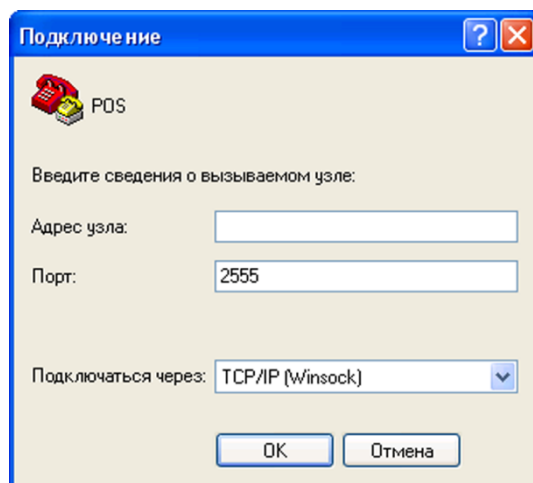 Подключение
POS
Введите сведения о вызываемом узле:
Адрес узла:
Порт: 2555
Подключаться через: TCP/IP (Winsock)
OK Отмена